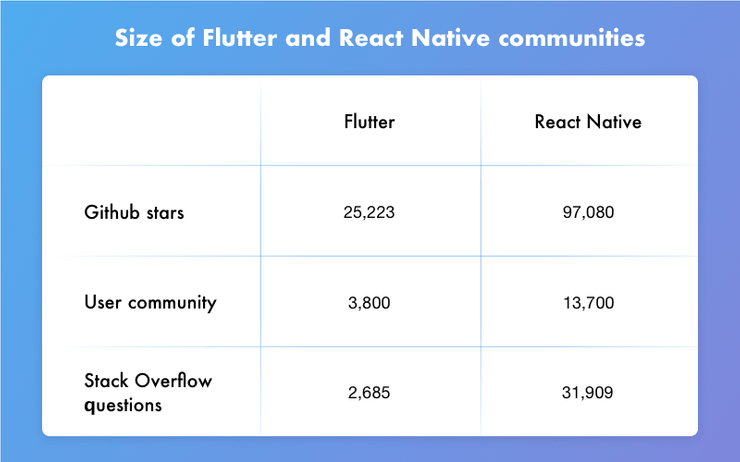 Size of Flutter and React Native communities
Flutter React Native
Github stars 25,223 97,080
User community 3,800 13,700
Stack Overflow
questions 2,685 31,909